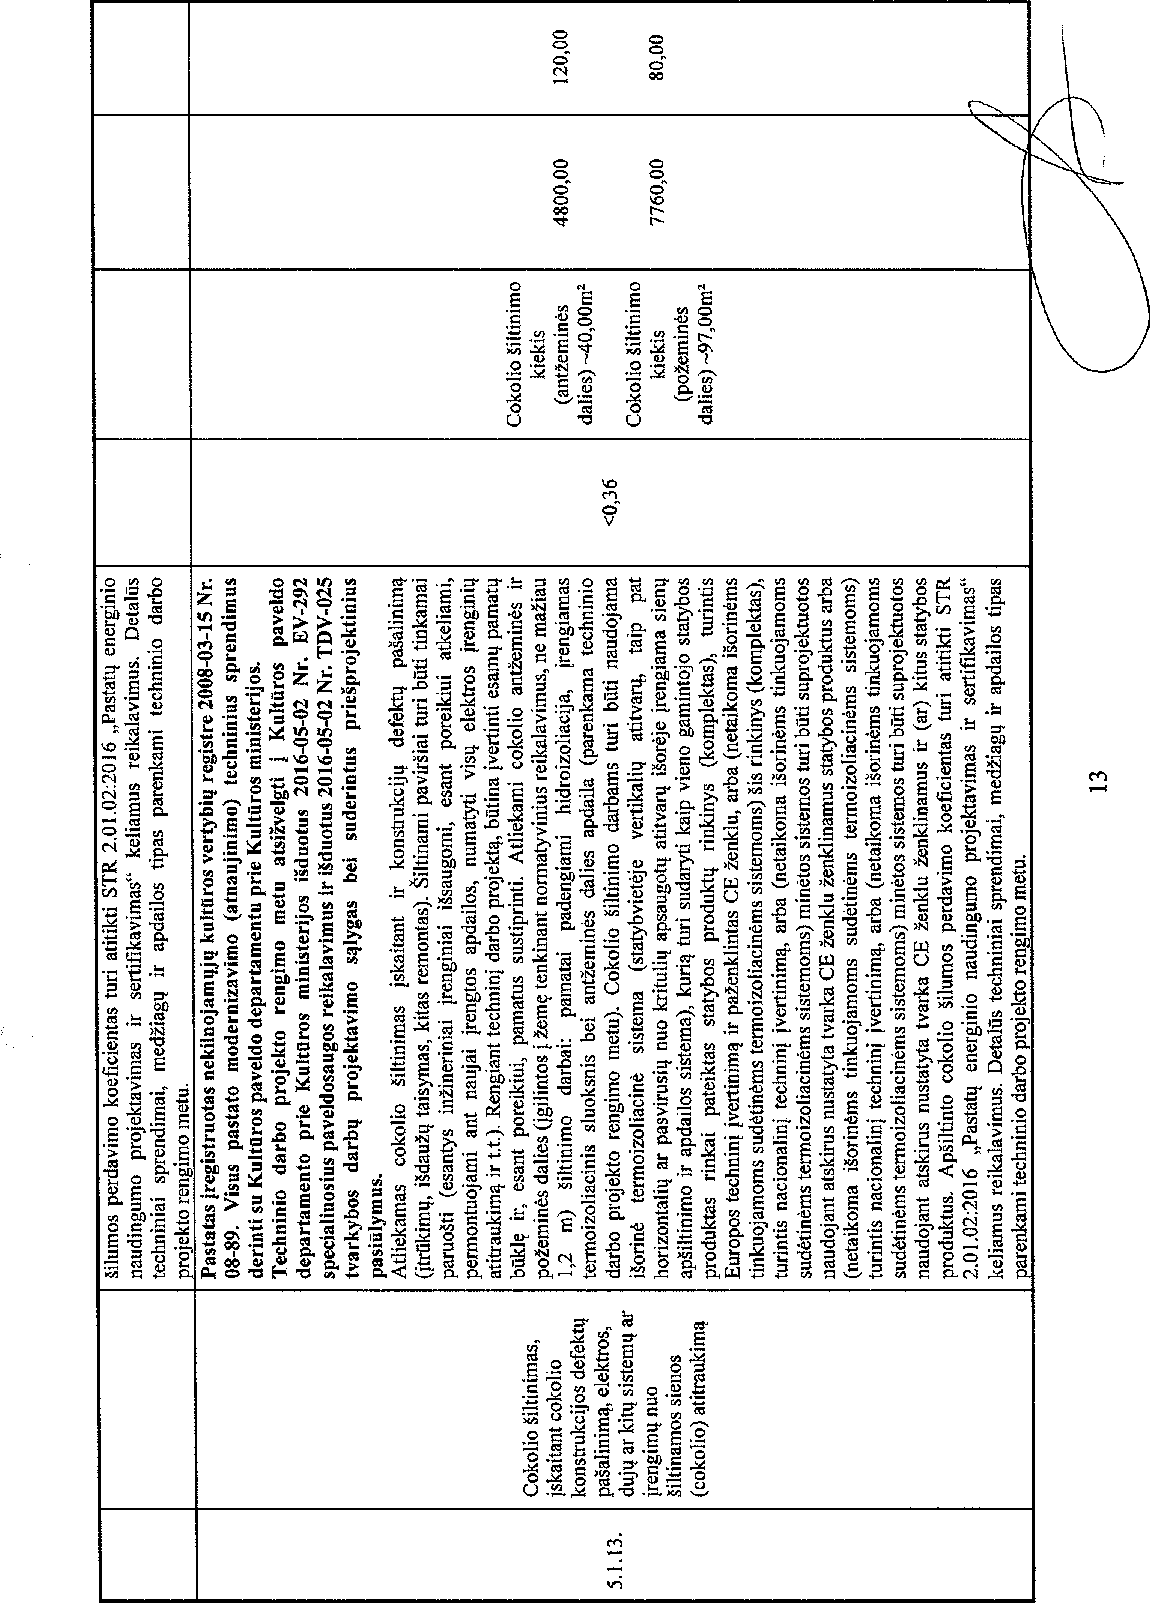 šilumos perdavimo koeficientas turi atitikti STR 2.01.02:2016 „Pastatų energinio
naudingumo projektavimas ir sertifikavimas“ keliamus reikalavimus. Detalūs
techniniai sprendimai, medžiagų ir apdailos tipas parenkami techninio darbo
projekto rengimo metu.
5.1.13.
Cokolio šiltinimas,
įskaitant cokolio
konstrukcijos defektų
pašalinimą, elektros,
dujų ar kitų sistemų ar
įrengimų nuo
šiltinamos sienos
(cokolio) atitraukimą
Pastatas įregistruotas nekilnojamųjų kultūros vertybių registre 2008-03-15 Nr.
08-89. Visus pastato modernizavimo (atnaujinimo) techninius sprendimus
derinti su Kultūros paveldo departamentu prie Kultūros ministerijos.
Techninio darbo projekto rengimo metu atsižvelgti į Kultūros paveldo
departamento prie Kultūros ministerijos išduotus 2016-05-02 Nr. EV-292
specialiuosius paveldosaugos reikalavimus ir išduotus 2016-05-02 Nr. TDV-025
tvarkybos darbų projektavimo sąlygas bei suderintus priešprojektinius
pasiūlymus.
Atliekamas cokolio šiltinimas įskaitant ir konstrukcijų defektų pašalinimą
(įtrūkimų, išdaužų taisymas, kitas remontas). Šiltinami paviršiai turi būti tinkamai
paruošti (esantys inžineriniai įrenginiai išsaugomi, esant poreikiui atkeliami,
permontuojami ant naujai įrengtos apdailos, numatyti visų elektros įrenginių
atitraukimą ir t.t.). Rengiant techninį darbo projektą, būtina įvertinti esamų pamatų
būklę ir, esant poreikiui, pamatus sustiprinti. Atliekami cokolio antžeminės ir
požeminės dalies (įgilintos į žemę tenkinant normatyvinius reikalavimus, ne mažiau
1,2 m) šiltinimo darbai: pamatai padengiami hidroizoliacija, įrengiamas
termoizoliacinis sluoksnis bei antžeminės dalies apdaila (parenkama techninio
darbo projekto rengimo metu). Cokolio šiltinimo darbams turi būti naudojama
išorinė termoizoliacinė sistema (statybvietėje vertikalių atitvarų, taip pat
horizontalių ar pasvirusių nuo kritulių apsaugotų atitvarų išorėje įrengiama sienų
apšiltinimo ir apdailos sistema), kurią turi sudaryti kaip vieno gamintojo statybos
produktas rinkai pateiktas statybos produktų rinkinys (komplektas), turintis
Europos techninį įvertinimą ir paženklintas CE ženklu, arba (netaikoma išorinėms
tinkuojamoms sudėtinėms termoizoliacinėms sistemoms) šis rinkinys (komplektas),
turintis nacionalinį techninį įvertinimą, arba (netaikoma išorinėms tinkuojamoms
sudėtinėms termoizoliacinėms sistemoms) minėtos sistemos turi būti suprojektuotos
naudojant atskirus nustatyta tvarka CE ženklu ženklinamus statybos produktus arba
(netaikoma išorinėms tinkuojamoms sudėtinėms termoizoliacinėms sistemoms)
turintis nacionalinį techninį įvertinimą, arba (netaikoma išorinėms tinkuojamoms
sudėtinėms termoizoliacinėms sistemoms) minėtos sistemos turi būti suprojektuotos
naudojant atskirus nustatyta tvarka CE ženklu ženklinamus ir (ar) kitus statybos
produktus. Apšiltinto cokolio šilumos perdavimo koeficientas turi atitikti STR
2.01.02:2016 „Pastatų energinio naudingumo projektavimas ir sertifikavimas“
keliamus reikalavimus. Detalūs techniniai sprendimai, medžiagų ir apdailos tipas
parenkami techninio darbo projekto rengimo metu.
<0,36
Cokolio šiltinimo
kiekis
(antžeminės
dalies) ~40,00m²
Cokolio šiltinimo
kiekis
(požeminės
dalies) ~97,00m²
4800,00
7760,00
120,00
80,00
13